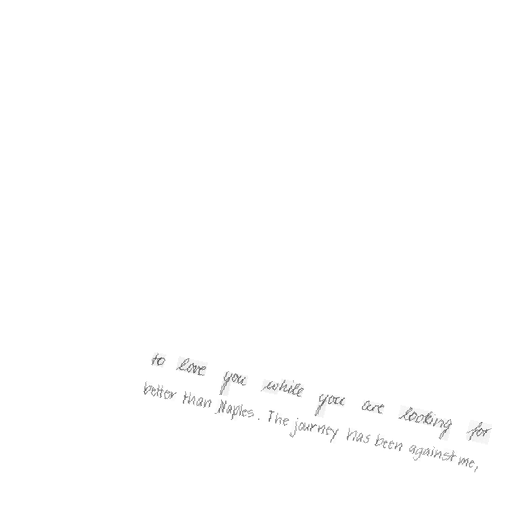 to love you while you are looking for
better than Naples. The journey has been against me,